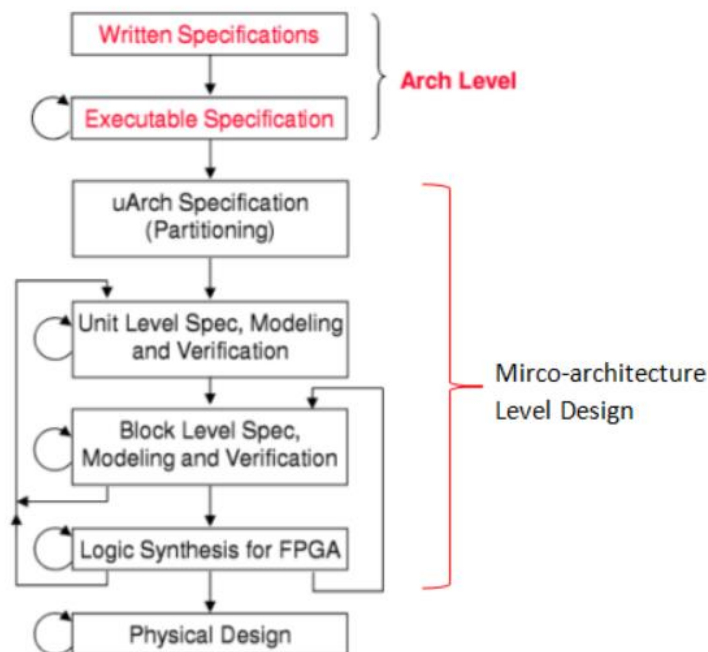 Written Specifications
Arch Level
Executable Specification
uArch Specification
(Partitioning)
Unit Level Spec, Modeling
and Verification
Mirco-architecture
Level Design
Block Level Spec,
Modeling and Verification
Logic Synthesis for FPGA
Physical Design